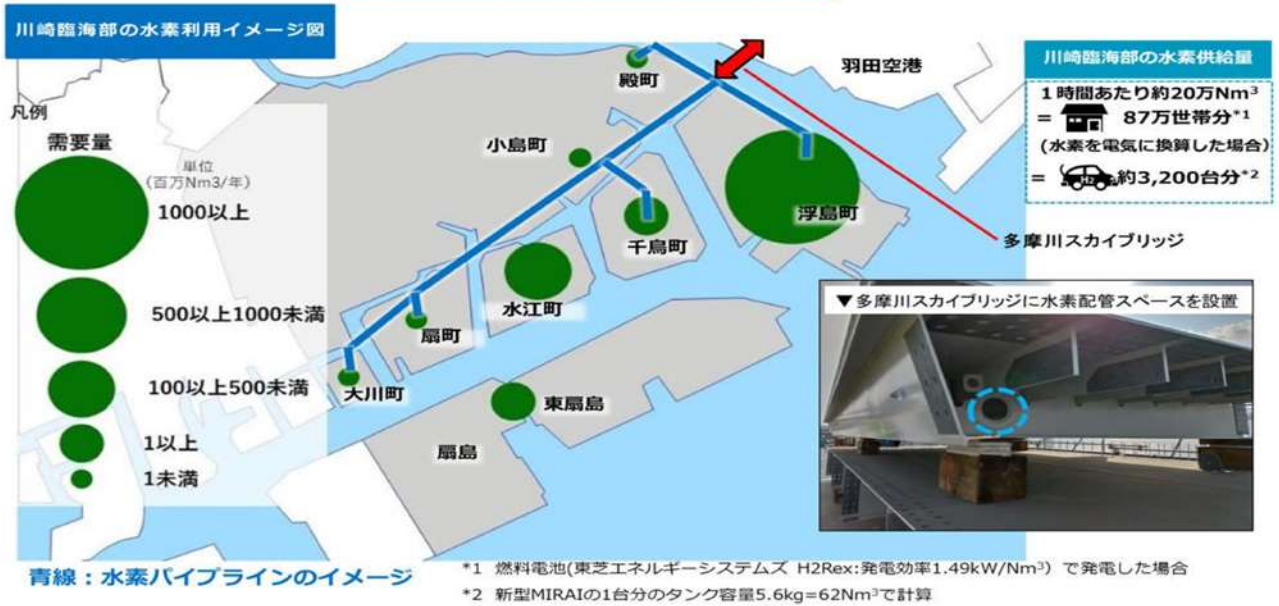 川崎臨海部の水素利用イメージ図
凡例
需要量
単位
(百万Nm3/年)
1000以上
500以上1000未満
100以上500未満
1以上
1未満
殿町
羽田空港
小島町
浮島町
千鳥町
多摩川スカイブリッジ
水江町
扇町
大川町
東扇島
扇島
川崎臨海部の水素供給量
1時間あたり約20万Nm³
= 87万世帯分*1
(水素を電気に換算した場合)
= H2 約3,200台分*2
▼多摩川スカイブリッジに水素配管スペースを設置
青線：水素パイプラインのイメージ
*1 燃料電池(東芝エネルギーシステムズ H2Rex:発電効率1.49kW/Nm³) で発電した場合
*2 新型MIRAIの1台分のタンク容量5.6kg=62Nm³で計算